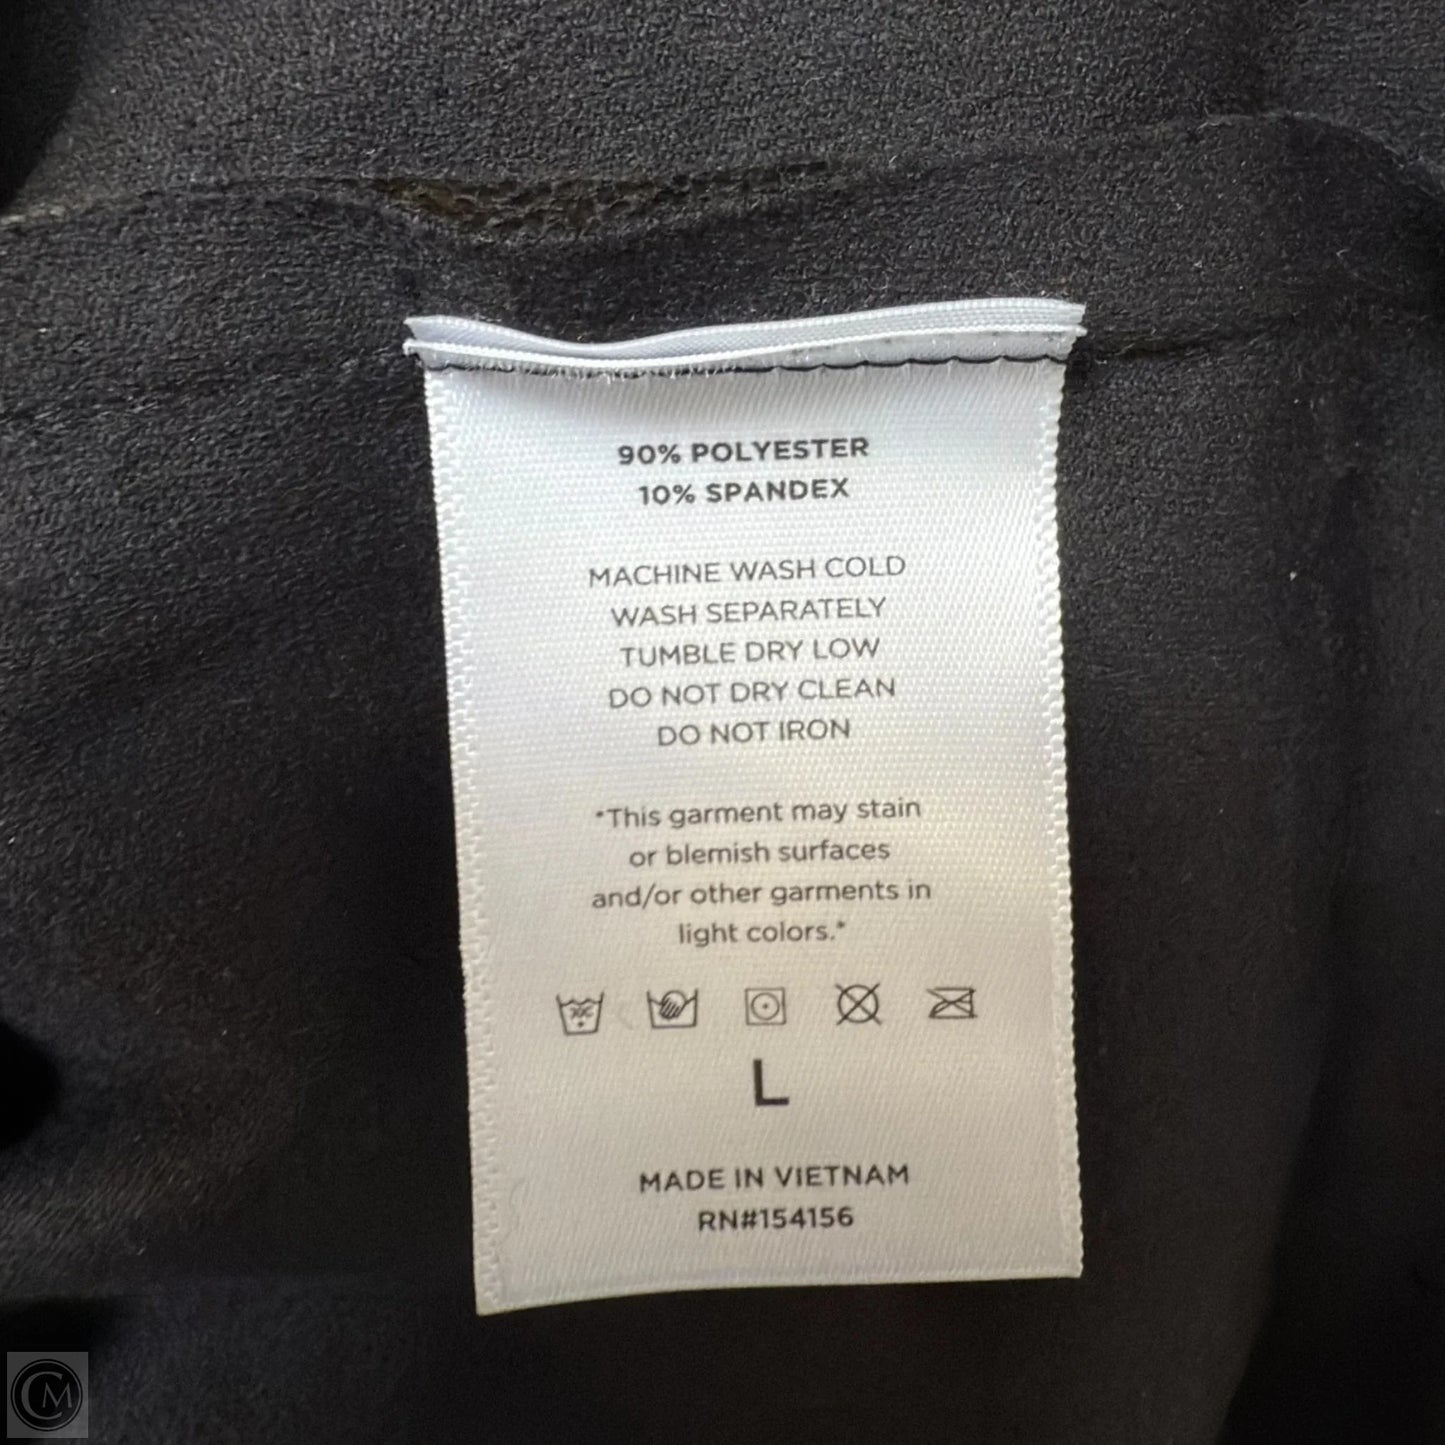 90% POLYESTER
10% SPANDEX
MACHINE WASH COLD
WASH SEPARATELY
TUMBLE DRY LOW
DO NOT DRY CLEAN
DO NOT IRON
*This garment may stain
or blemish surfaces
and/or other garments in
light colors.*
L
MADE IN VIETNAM
RN#154156
CM